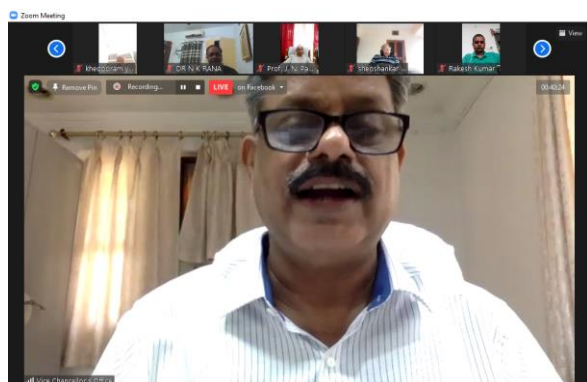 Zoom Meeting
View
khedooram y...
DR N K RANA
Prof. J. N. Pa...
sheoshankar
Rakesh Kumar T
Remove Pin
Recording...
LIVE on Facebook
00:40:24
Vice Chancellor's Office